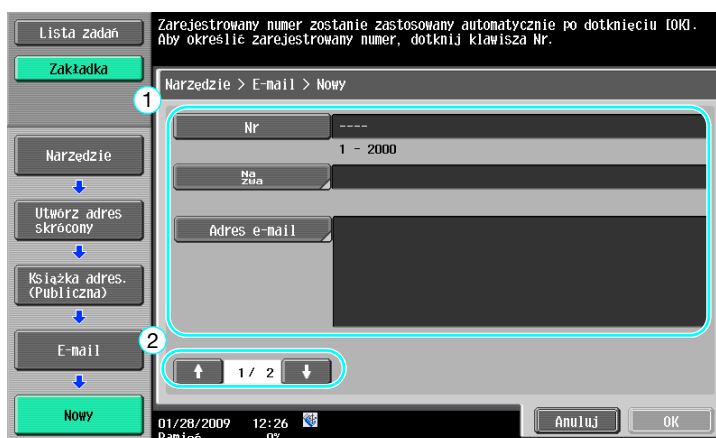 Lista zadań
Zakładka
Narzędzie
Utwórz adres
skrócony
Książka adres.
(Publiczna)
E-mail
Nowy
Zarejestrowany numer zostanie zastosowany automatycznie po dotknięciu [OK].
Aby określić zarejestrowany numer, dotknij klawisza Nr.
Narzędzie > E-mail > Nowy
1
Nr ----
1 - 2000
Na
zwa
Adres e-mail
2
1/ 2
01/28/2009 12:26
Pamięć 0%
Anuluj OK